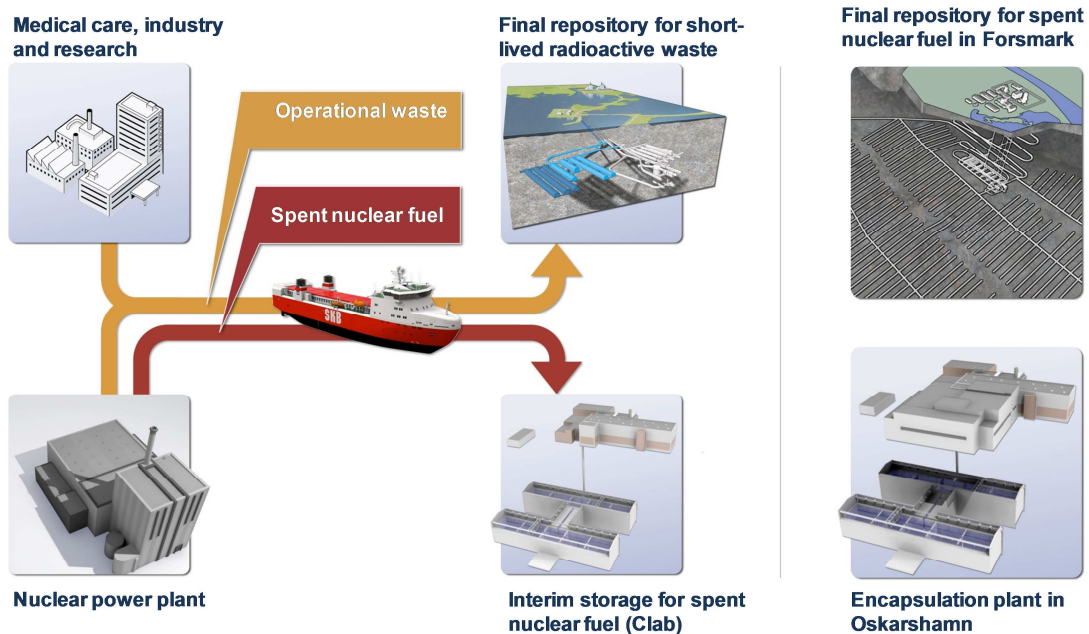 Medical care, industry
and research
Final repository for short-
lived radioactive waste
Final repository for spent
nuclear fuel in Forsmark
Operational waste
Spent nuclear fuel
SKB
Nuclear power plant
Interim storage for spent
nuclear fuel (Clab)
Encapsulation plant in
Oskarshamn